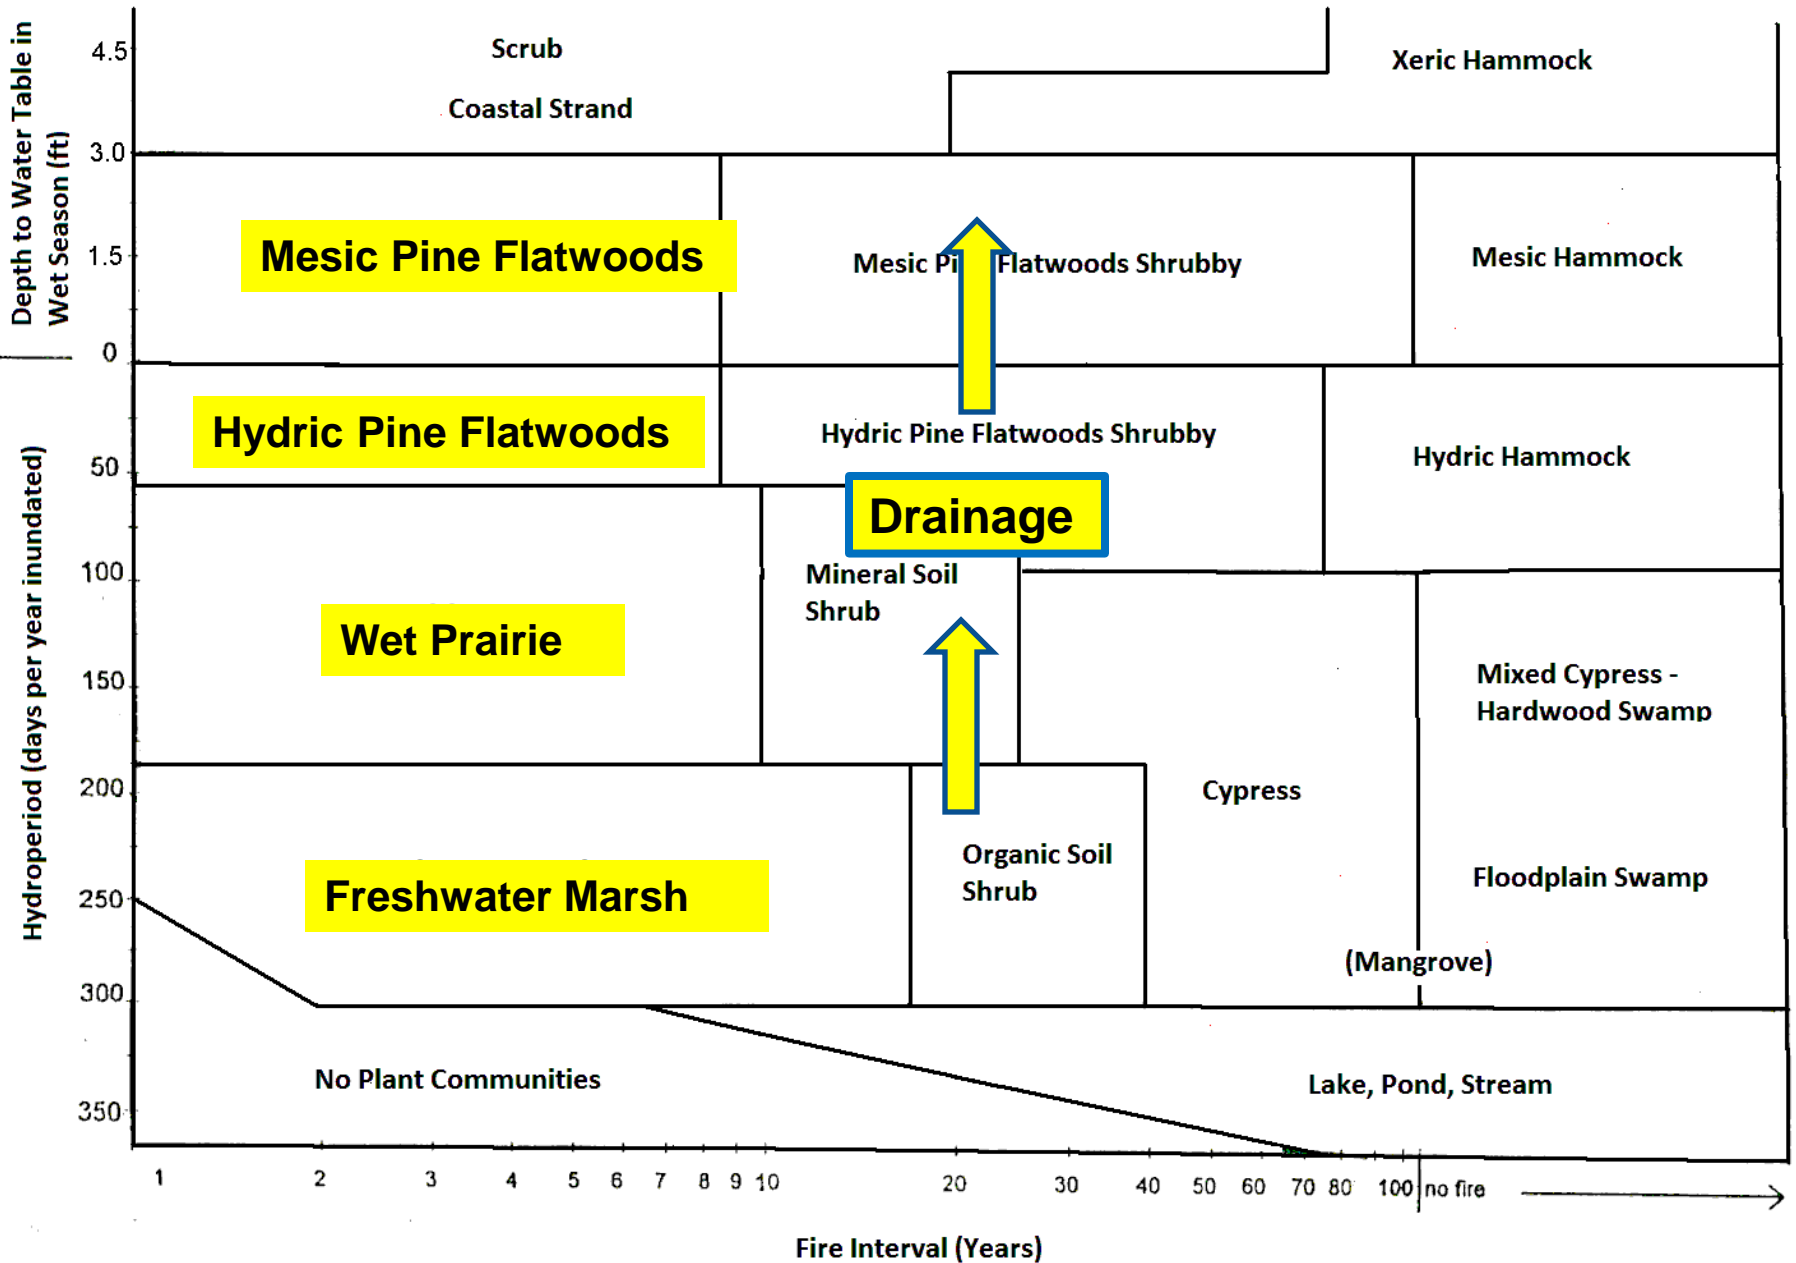 Depth to Water Table in
Wet Season (ft)
4.5
3.0
1.5
0
Scrub
Coastal Strand
Xeric Hammock
Mesic Pine Flatwoods
Mesic Pi Flatwoods Shrubby
Mesic Hammock
Hydroperiod (days per year inundated)
50
100
150
200
250
300
350
Hydric Pine Flatwoods
Hydric Pine Flatwoods Shrubby
Hydric Hammock
Drainage
Wet Prairie
Mineral Soil
Shrub
Mixed Cypress -
Hardwood Swamp
Cypress
Freshwater Marsh
Organic Soil
Shrub
Floodplain Swamp
(Mangrove)
No Plant Communities
Lake, Pond, Stream
1 2 3 4 5 6 7 8 9 10 20 30 40 50 60 70 80 100 no fire
Fire Interval (Years)